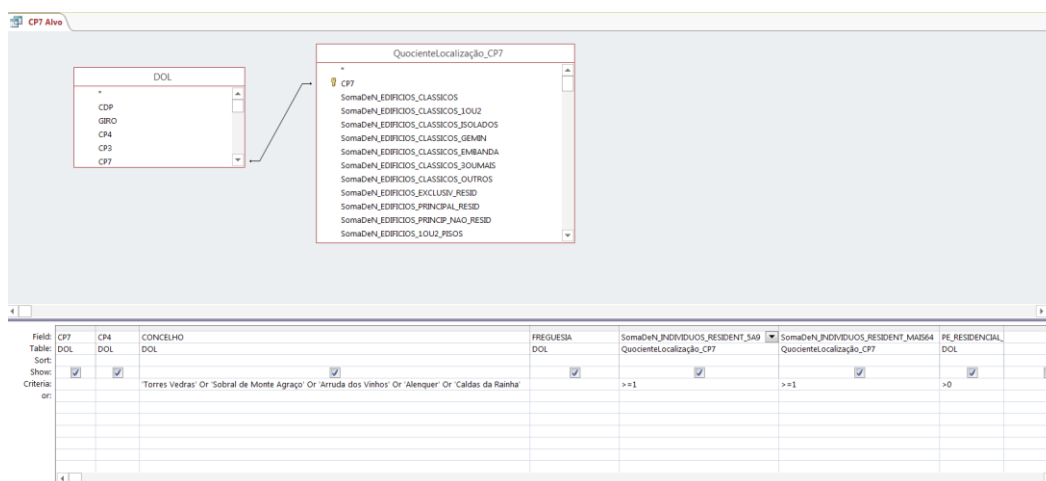 CP7 Alvo
DOL
*
CDP
GIRO
CP4
CP3
CP7
QuocienteLocalização_CP7
*
CP7
SomaDeN_EDIFICIOS_CLASSICOS
SomaDeN_EDIFICIOS_CLASSICOS_1OU2
SomaDeN_EDIFICIOS_CLASSICOS_ISOLADOS
SomaDeN_EDIFICIOS_CLASSICOS_GEMIN
SomaDeN_EDIFICIOS_CLASSICOS_EMBANDA
SomaDeN_EDIFICIOS_CLASSICOS_3OUMAIS
SomaDeN_EDIFICIOS_CLASSICOS_OUTROS
SomaDeN_EDIFICIOS_EXCLUSIV_RESID
SomaDeN_EDIFICIOS_PRINCIPAL_RESID
SomaDeN_EDIFICIOS_PRINCIP_NAO_RESID
SomaDeN_EDIFICIOS_1OU2_PISOS
Field: CP7 CP4 CONCELHO FREGUESIA SomaDeN_INDIVIDUOS_RESIDENT_5A9 SomaDeN_INDIVIDUOS_RESIDENT_MAIS64 PE_RESIDENCIAL_
Table: DOL DOL DOL DOL QuocienteLocalização_CP7 QuocienteLocalização_CP7 DOL
Sort:
Show:
Criteria: 'Torres Vedras' Or 'Sobral de Monte Agraço' Or 'Arruda dos Vinhos' Or 'Alenquer' Or 'Caldas da Rainha' >=1 >=1 >0
or: